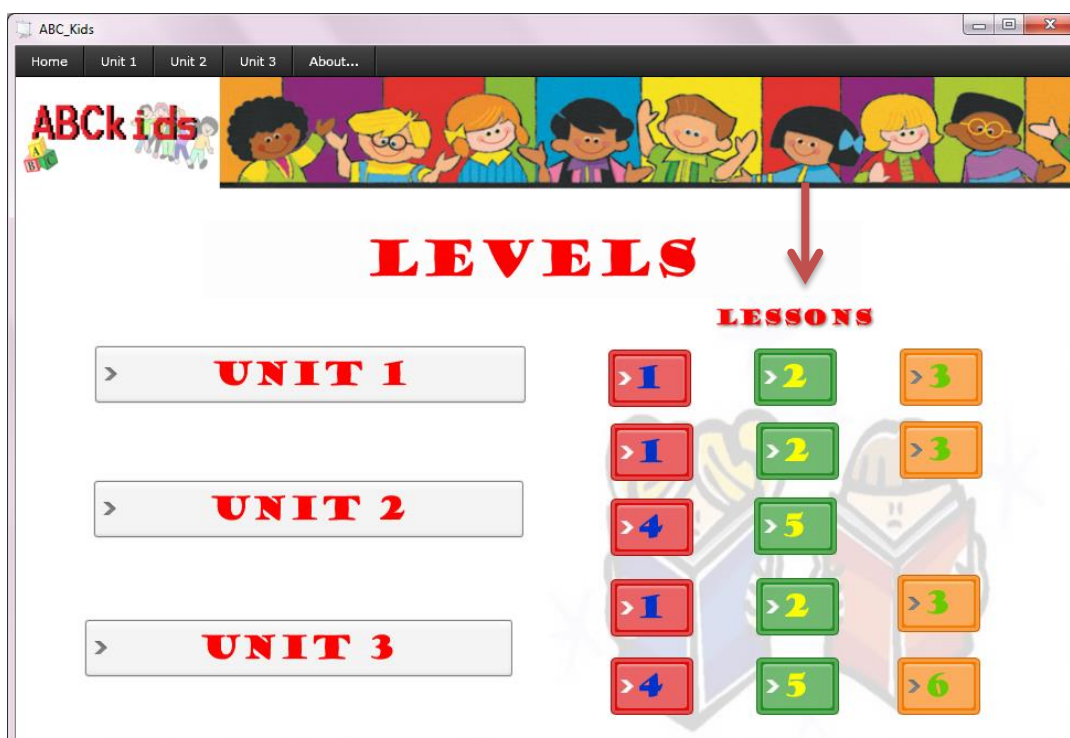 ABC_Kids
Home Unit 1 Unit 2 Unit 3 About...
ABCkids
A
B C
LEVELS
LESSONS
UNIT 1
1 2 3
1 2 3
UNIT 2
4 5
1 2 3
UNIT 3
4 5 6